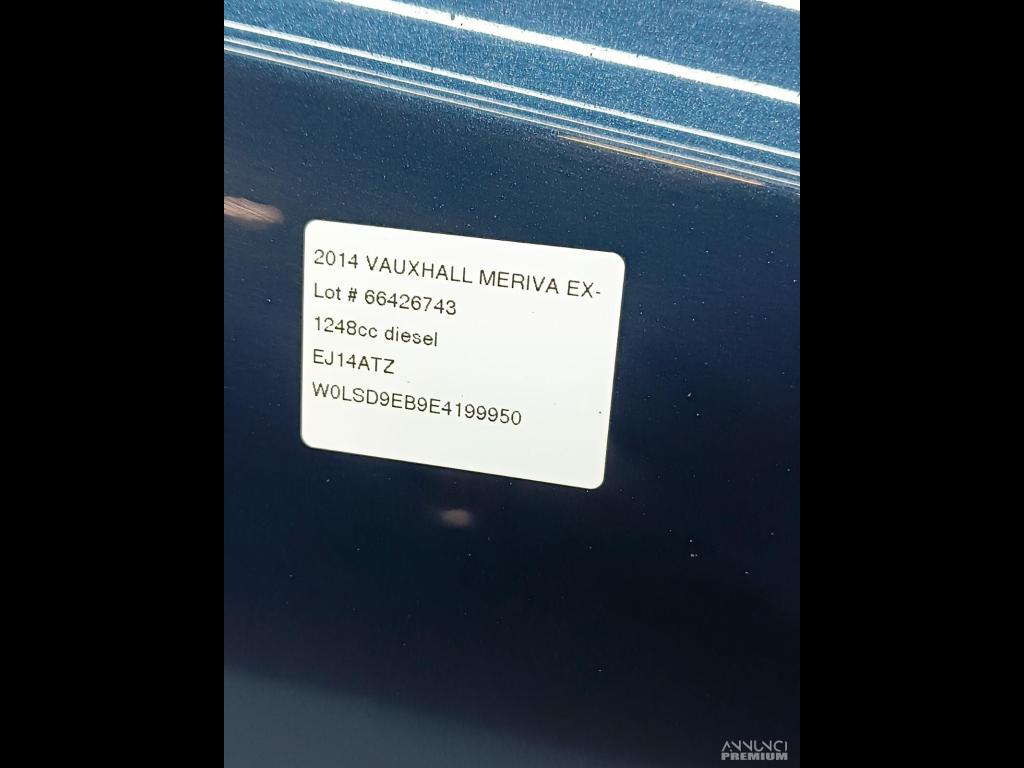 2014 VAUXHALL MERIVA EX-
Lot # 66426743
1248cc diesel
EJ14ATZ
W0LSD9EB9E4199950
ANNUNCI
PREMIUM